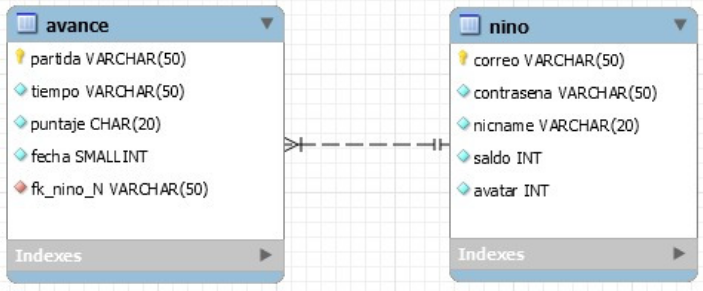 avance
partida VARCHAR(50)
tiempo VARCHAR(50)
puntaje CHAR(20)
fecha SMALLINT
fk_nino_N VARCHAR(50)
Indexes
nino
correo VARCHAR(50)
contrasena VARCHAR(50)
nicname VARCHAR(20)
saldo INT
avatar INT
Indexes